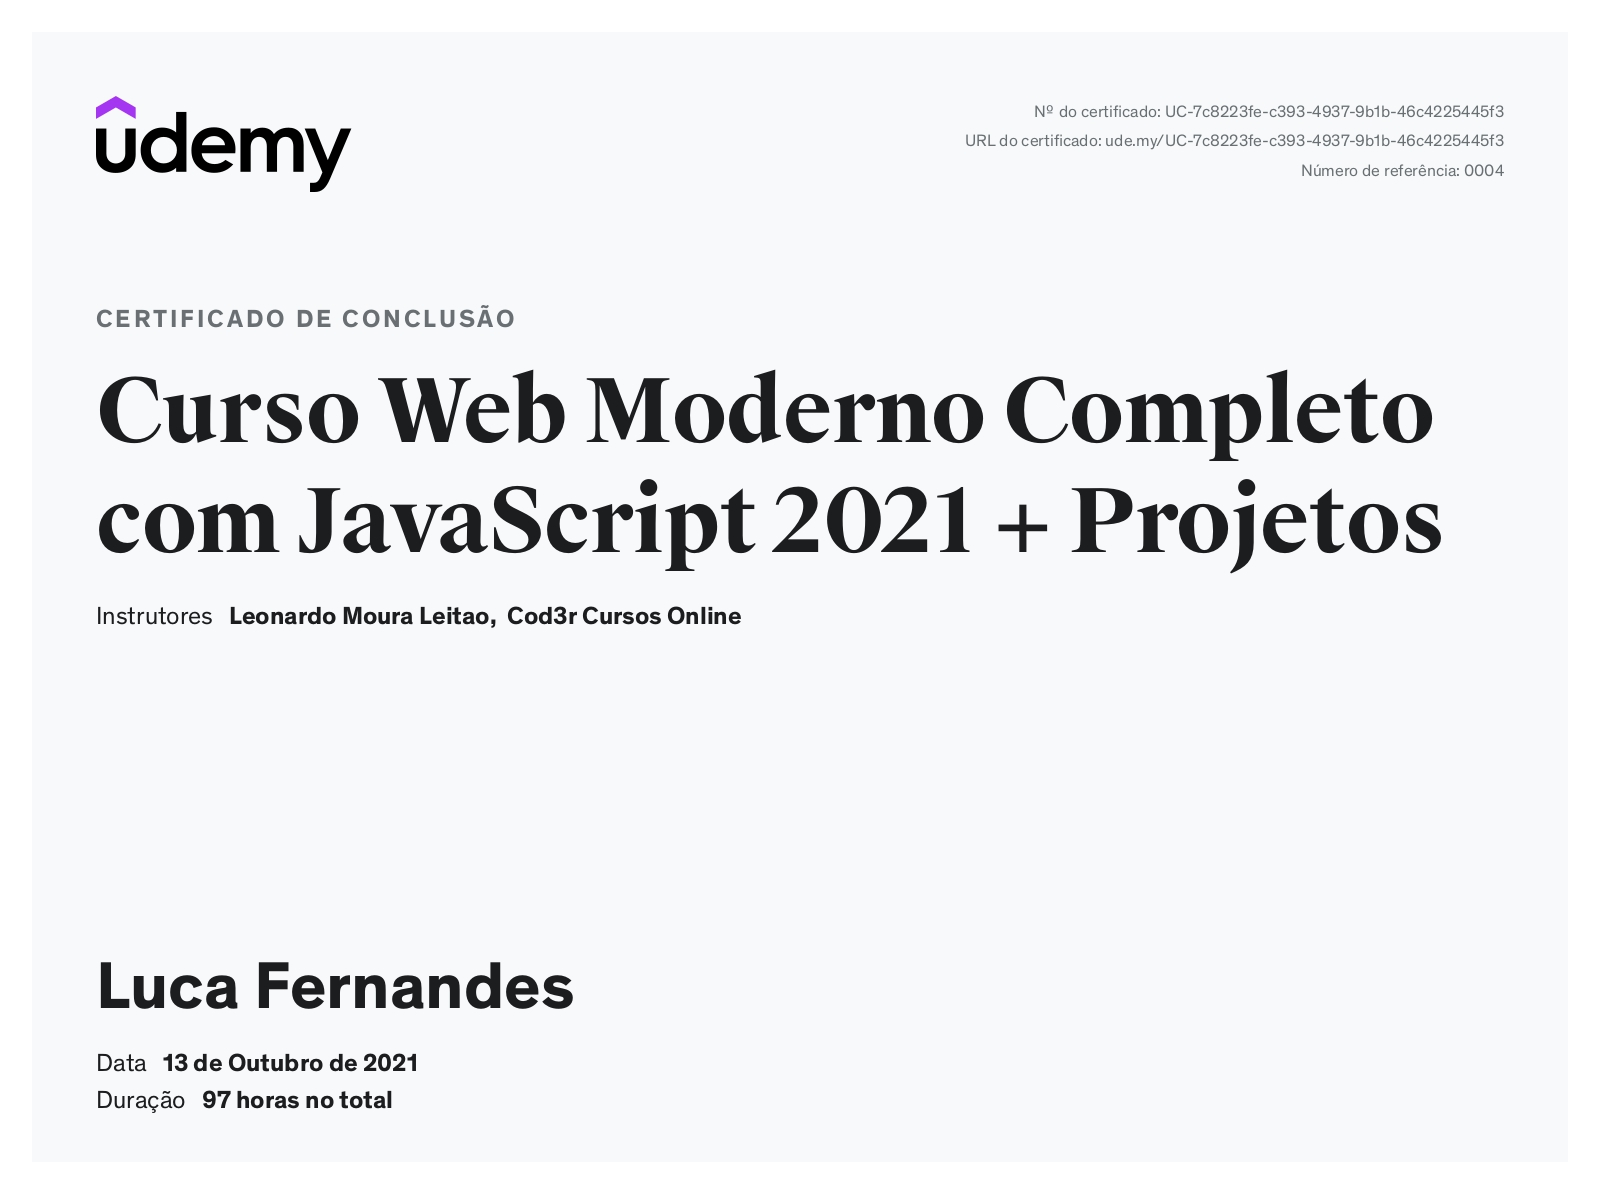 udemy
Nº do certificado: UC-7c8223fe-c393-4937-9b1b-46c4225445f3
URL do certificado: ude.my/UC-7c8223fe-c393-4937-9b1b-46c4225445f3
Número de referência: 0004
CERTIFICADO DE CONCLUSÃO
Curso Web Moderno Completo
com JavaScript 2021 + Projetos
Instrutores Leonardo Moura Leitao, Cod3r Cursos Online
Luca Fernandes
Data 13 de Outubro de 2021
Duração 97 horas no total